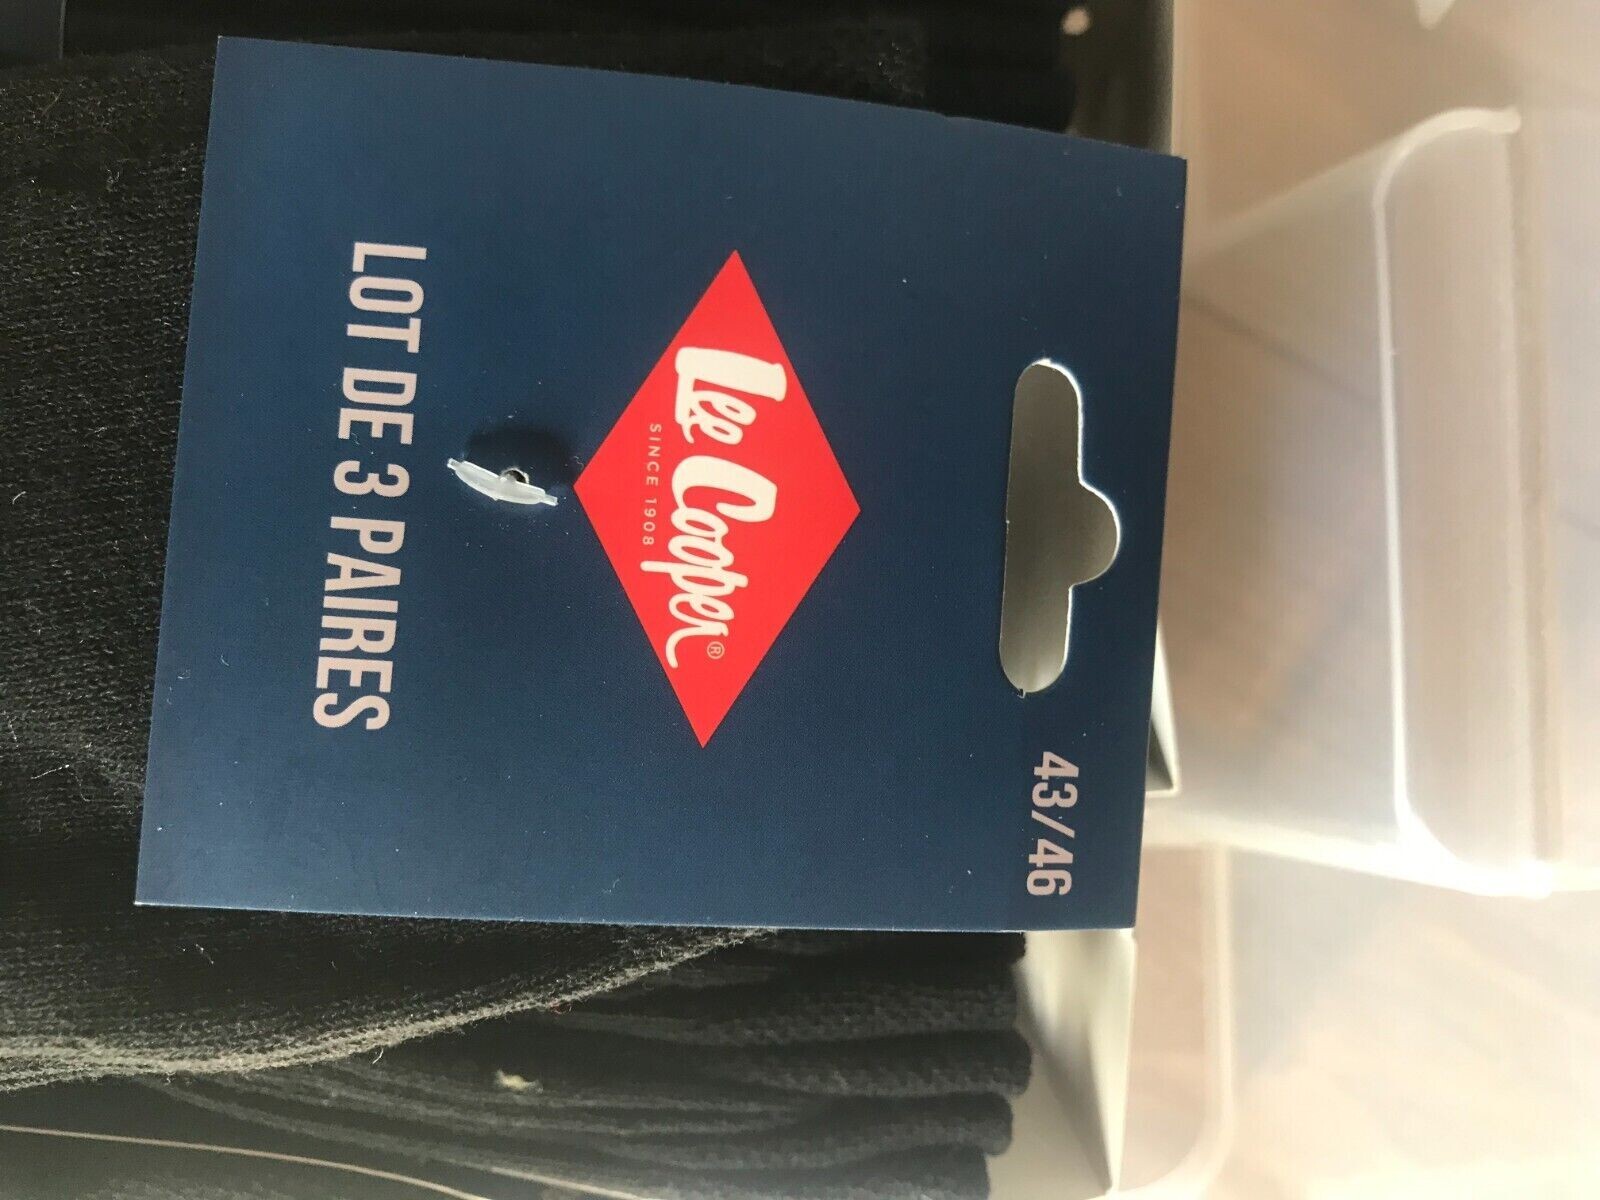 43/46
Lee Cooper®
SINCE 1908
LOT DE 3 PAIRES